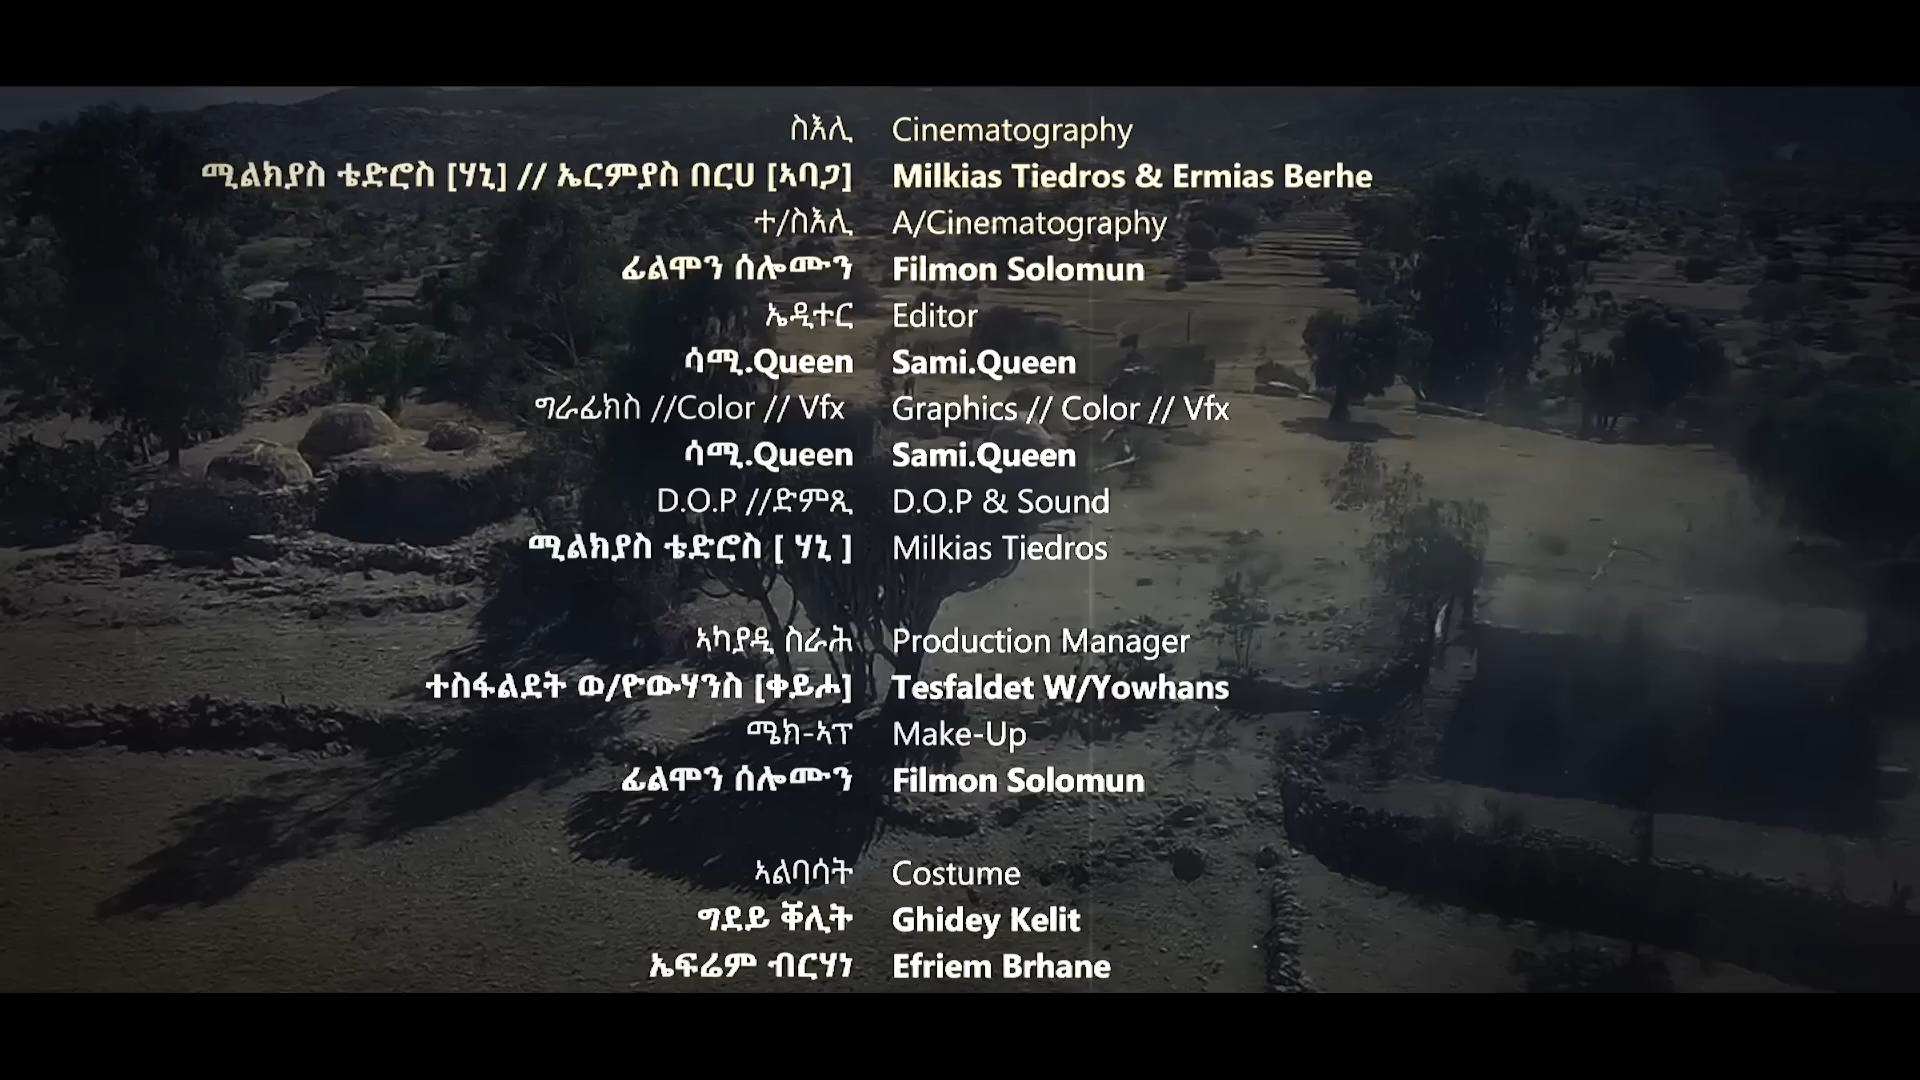 ስእሊ Cinematography
ሚልክያስ ቴድሮስ [ሃኒ] // ኤርምያስ በርሀ [ኣባጋ] Milkias Tiedros & Ermias Berhe
ተ/ስእሊ A/Cinematography
ፊልሞን ሰሎሙን Filmon Solomun
ኤዲተር Editor
ሳሚ.Queen Sami.Queen
ግራፊክስ //Color // Vfx Graphics // Color // Vfx
ሳሚ.Queen Sami.Queen
D.O.P //ድምጺ D.O.P & Sound
ሚልክያስ ቴድሮስ [ ሃኒ ] Milkias Tiedros
ኣካያዲ ስራሕ Production Manager
ተስፋልደት ወ/ዮውሃንስ [ቀይሖ] Tesfaldet W/Yowhans
ሜክ-ኣፕ Make-Up
ፊልሞን ሰሎሙን Filmon Solomun
ኣልባሳት Costume
ግደይ ቐሊት Ghidey Kelit
ኤፍሬም ብርሃነ Efriem Brhane